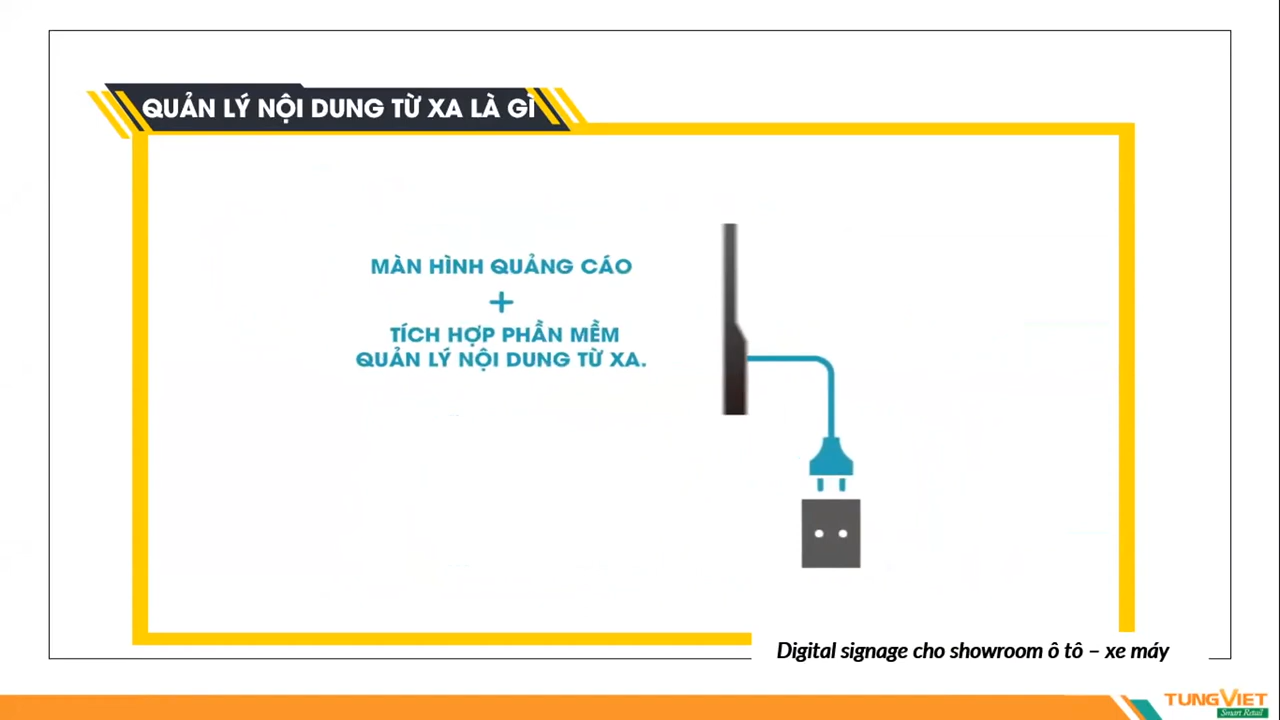 QUẢN LÝ NỘI DUNG TỪ XA LÀ GÌ
MÀN HÌNH QUẢNG CÁO
+
TÍCH HỢP PHẦN MỀM
QUẢN LÝ NỘI DUNG TỪ XA.
Digital signage cho showroom ô tô – xe máy
TUNGVIET
Smart Retail